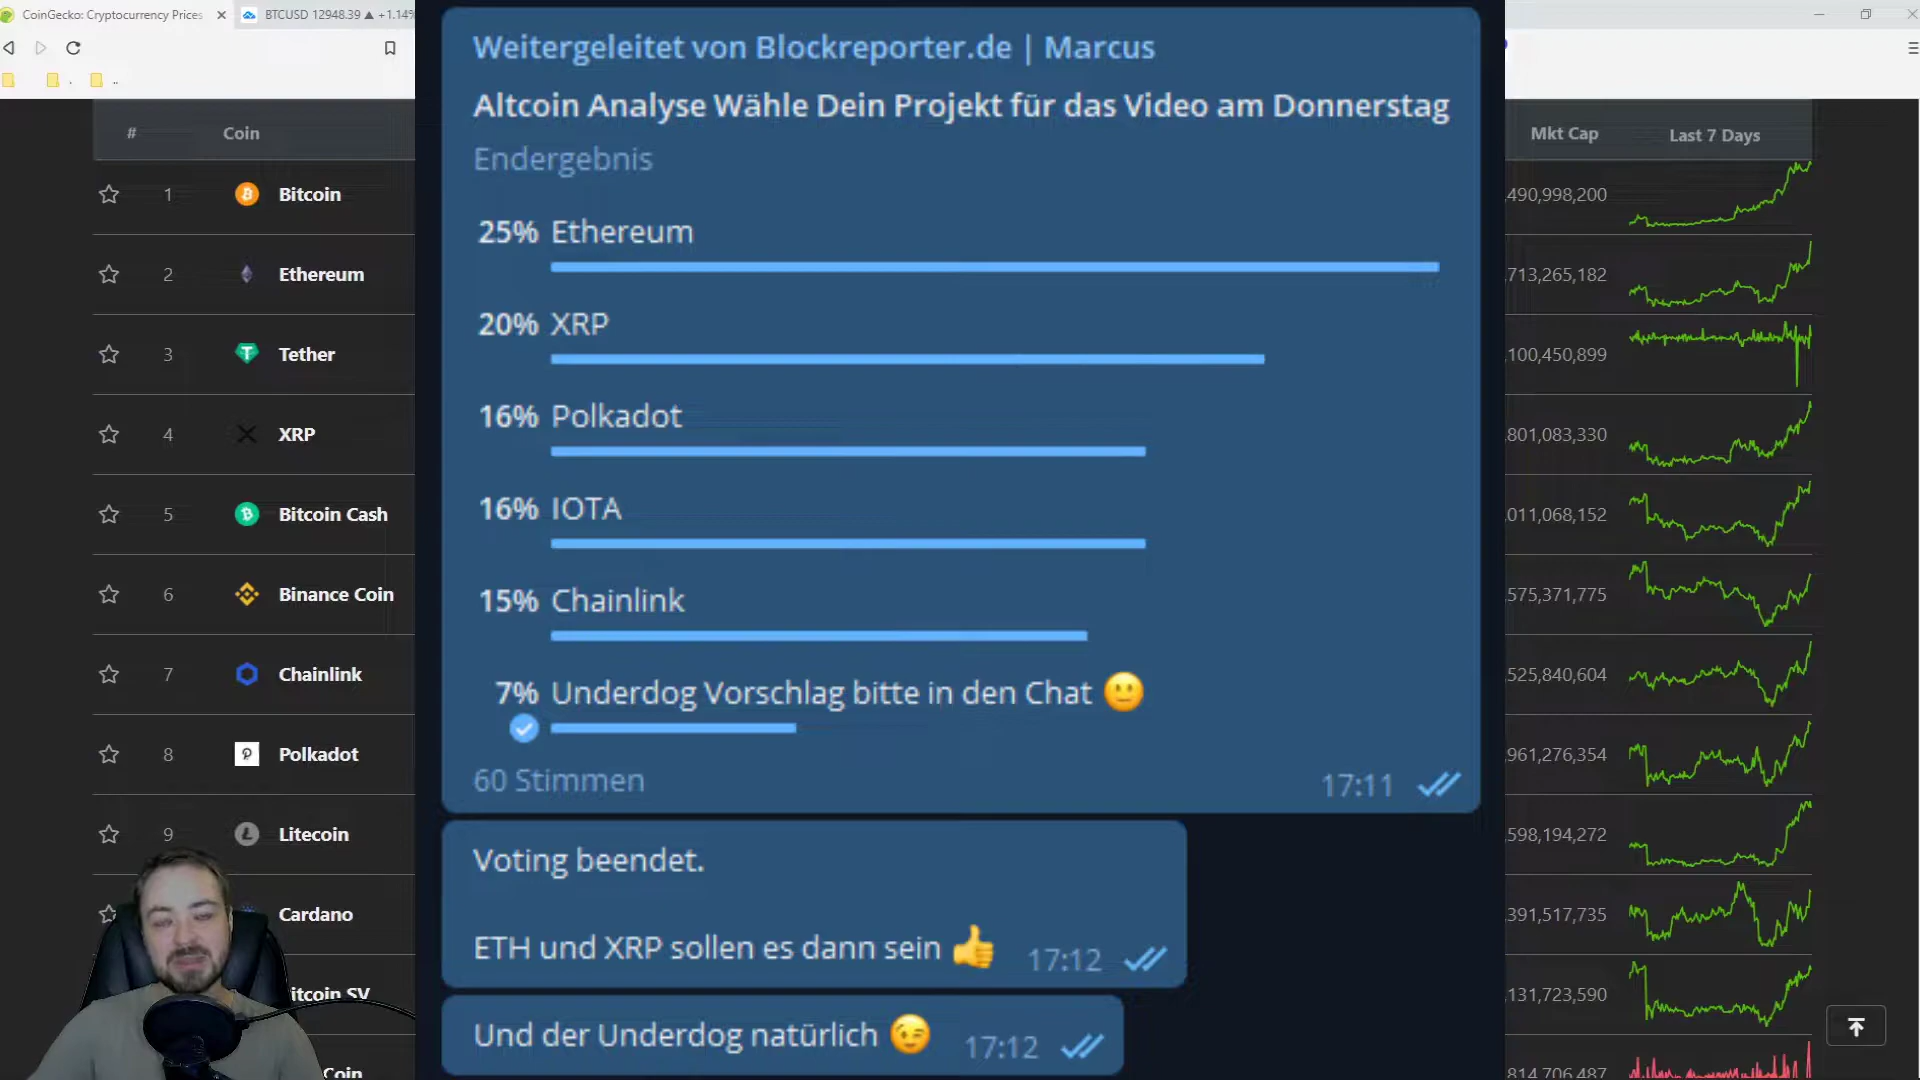 CoinGecko: Cryptocurrency Prices
BTCUSD 12948.39 ▲ +1.14%
# Coin
Mkt Cap Last 7 Days
1 Bitcoin
,490,998,200
2 Ethereum
,713,265,182
3 Tether
,100,450,899
4 XRP
,801,083,330
5 Bitcoin Cash
,011,068,152
6 Binance Coin
,575,371,775
7 Chainlink
,525,840,604
8 Polkadot
,961,276,354
9 Litecoin
,598,194,272
Cardano
,391,517,735
itcoin SV
,131,723,590
Coin
,814,706,487
Weitergeleitet von Blockreporter.de | Marcus
Altcoin Analyse Wähle Dein Projekt für das Video am Donnerstag
Endergebnis
25% Ethereum
20% XRP
16% Polkadot
16% IOTA
15% Chainlink
7% Underdog Vorschlag bitte in den Chat 🙂
60 Stimmen
17:11
Voting beendet.
ETH und XRP sollen es dann sein 👍 17:12
Und der Underdog natürlich 😉 17:12